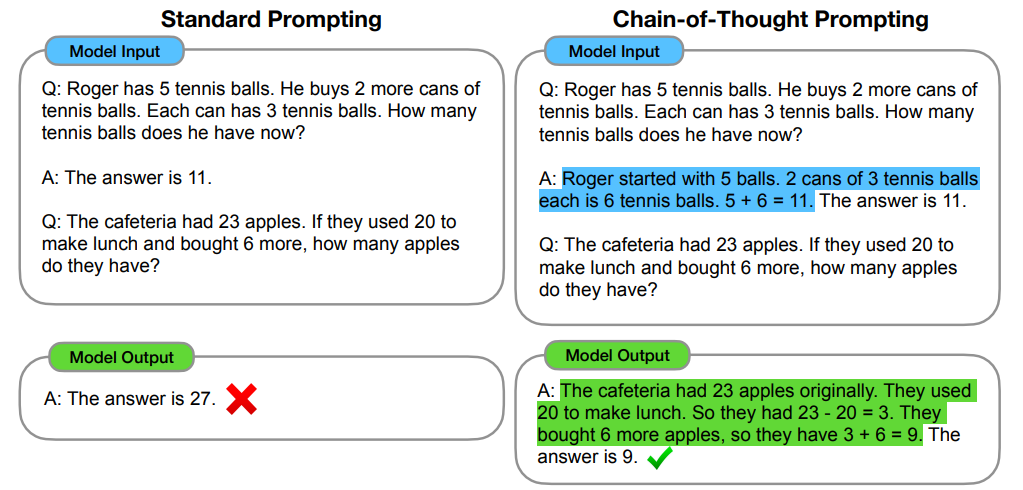 Standard Prompting
Model Input
Q: Roger has 5 tennis balls. He buys 2 more cans of
tennis balls. Each can has 3 tennis balls. How many
tennis balls does he have now?
A: The answer is 11.
Q: The cafeteria had 23 apples. If they used 20 to
make lunch and bought 6 more, how many apples
do they have?
Model Output
A: The answer is 27.
Chain-of-Thought Prompting
Model Input
Q: Roger has 5 tennis balls. He buys 2 more cans of
tennis balls. Each can has 3 tennis balls. How many
tennis balls does he have now?
A: Roger started with 5 balls. 2 cans of 3 tennis balls
each is 6 tennis balls. 5 + 6 = 11. The answer is 11.
Q: The cafeteria had 23 apples. If they used 20 to
make lunch and bought 6 more, how many apples
do they have?
Model Output
A: The cafeteria had 23 apples originally. They used
20 to make lunch. So they had 23 - 20 = 3. They
bought 6 more apples, so they have 3 + 6 = 9. The
answer is 9.